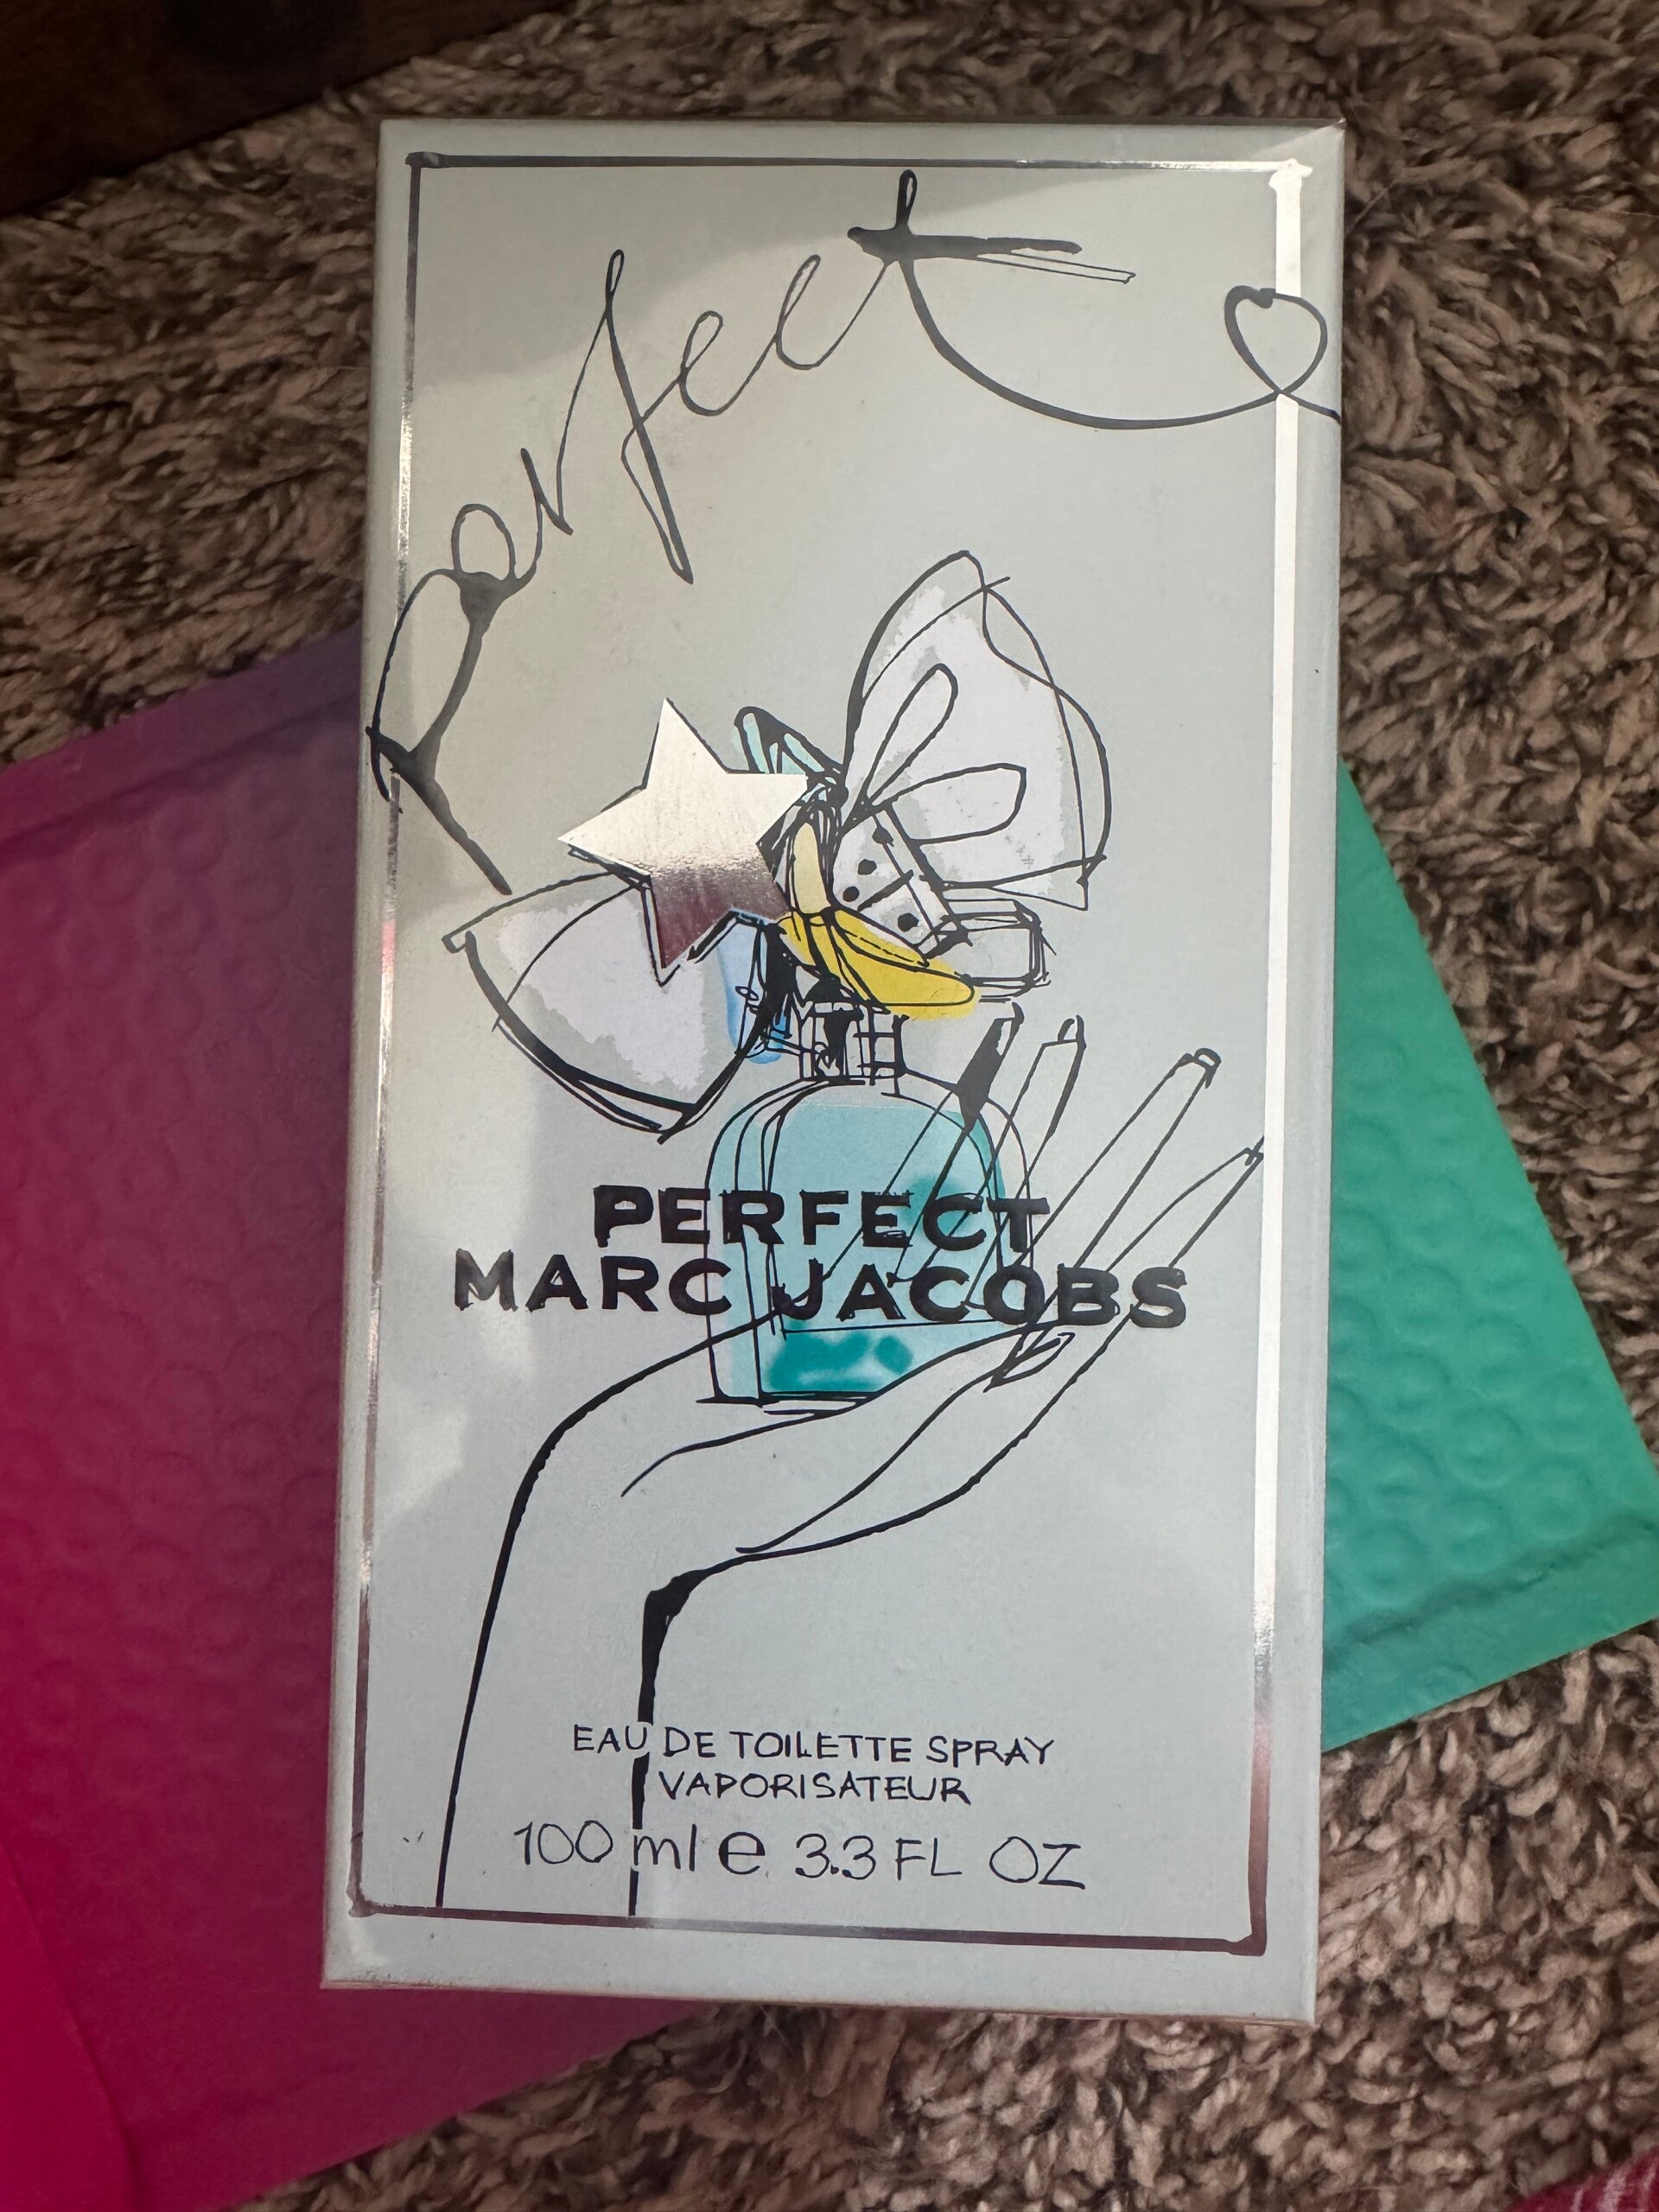 Perfect
PERFECT
MARC JACOBS
EAU DE TOILETTE SPRAY
VAPORISATEUR
100 ml e 3.3 FL OZ